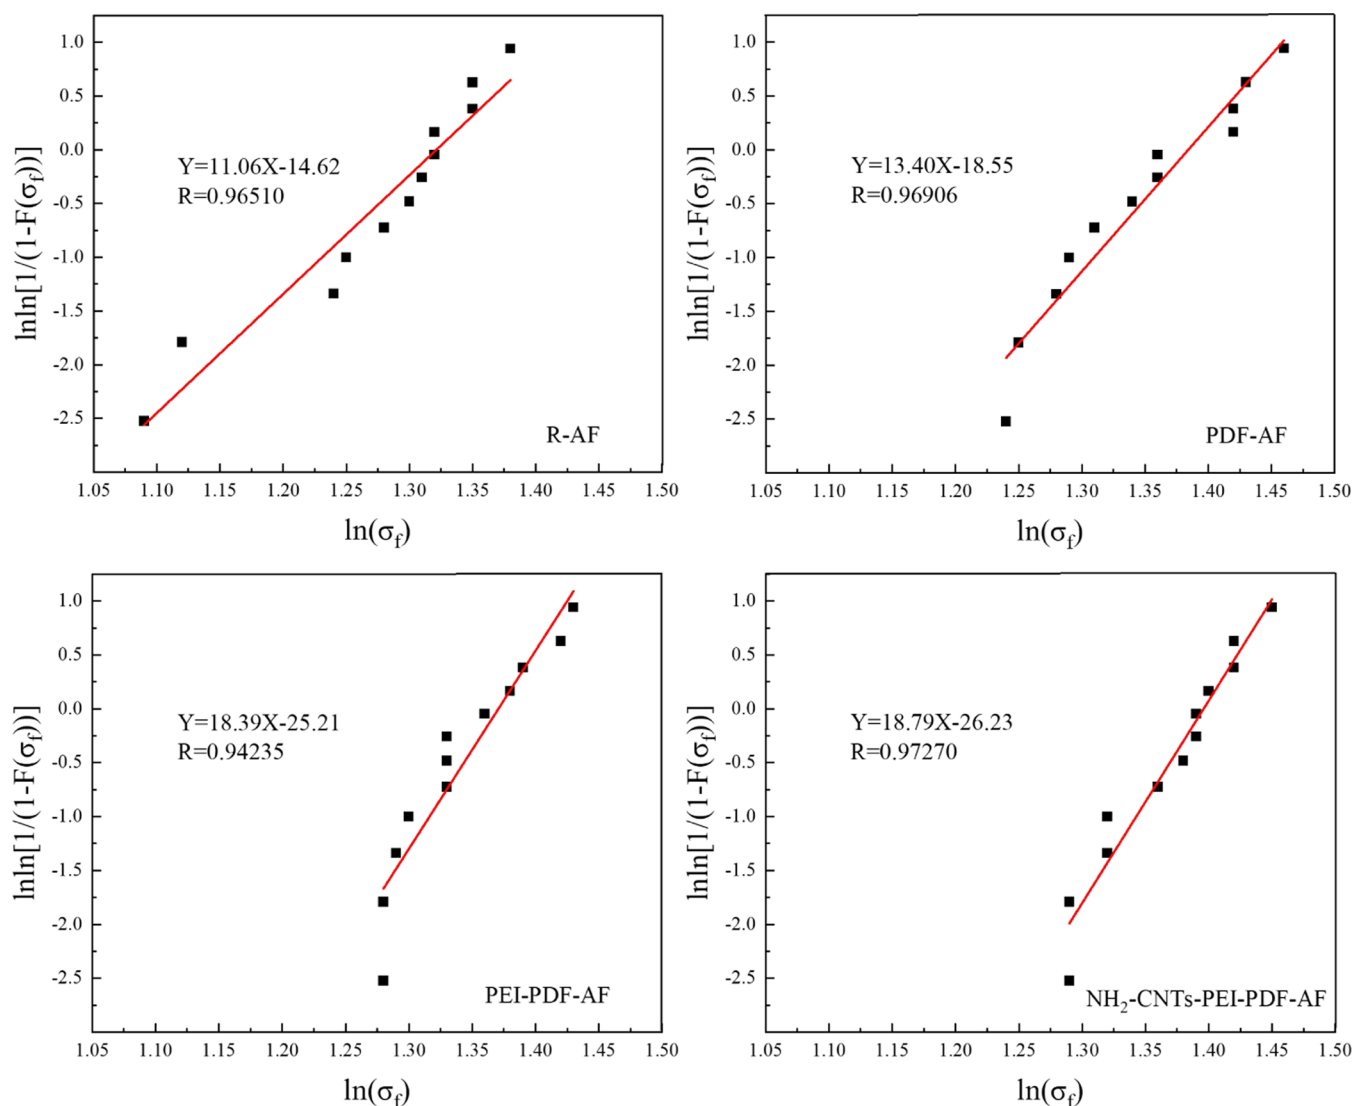 lnln[1/(1-F(σf))]
1.0
0.5
0.0
-0.5
-1.0
-1.5
-2.0
-2.5
Y=11.06X-14.62
R=0.96510
R-AF
1.05 1.10 1.15 1.20 1.25 1.30 1.35 1.40 1.45 1.50
ln(σf)
lnln[1/(1-F(σf))]
1.0
0.5
0.0
-0.5
-1.0
-1.5
-2.0
-2.5
Y=13.40X-18.55
R=0.96906
PDF-AF
1.05 1.10 1.15 1.20 1.25 1.30 1.35 1.40 1.45 1.50
ln(σf)
lnln[1/(1-F(σf))]
1.0
0.5
0.0
-0.5
-1.0
-1.5
-2.0
-2.5
Y=18.39X-25.21
R=0.94235
PEI-PDF-AF
1.05 1.10 1.15 1.20 1.25 1.30 1.35 1.40 1.45 1.50
ln(σf)
lnln[1/(1-F(σf))]
1.0
0.5
0.0
-0.5
-1.0
-1.5
-2.0
-2.5
Y=18.79X-26.23
R=0.97270
NH₂-CNTs-PEI-PDF-AF
1.05 1.10 1.15 1.20 1.25 1.30 1.35 1.40 1.45 1.50
ln(σf)